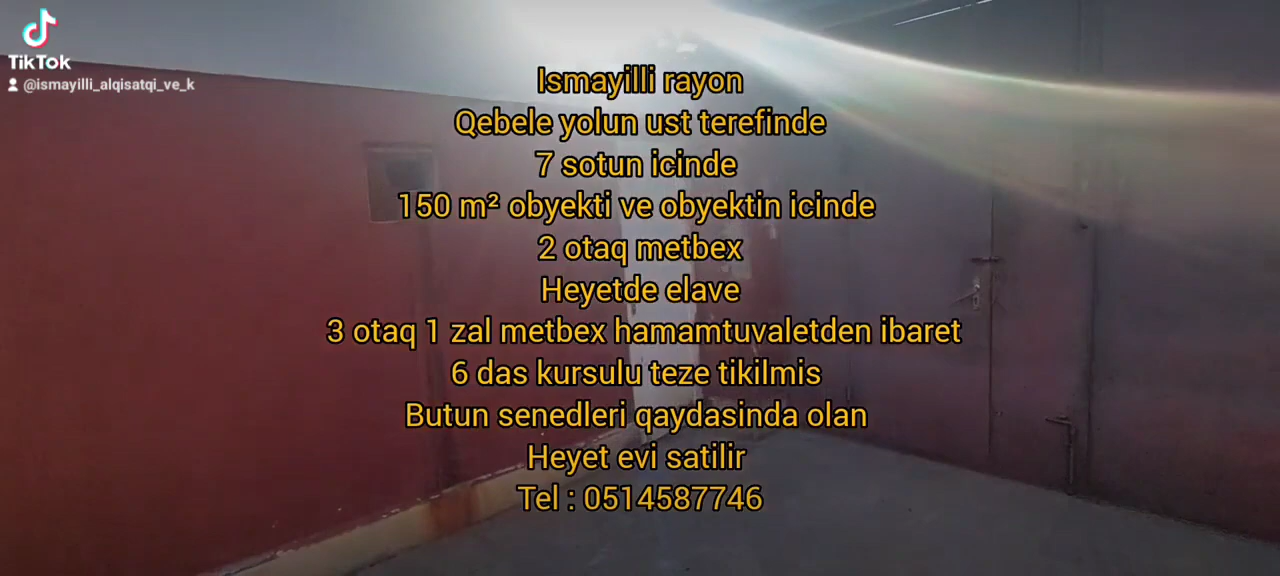 TikTok
@ismayilli_alqisatqi_ve_k
Ismayilli rayon
Qebele yolun ust terefinde
7 sotun icinde
150 m² obyekti ve obyektin icinde
2 otaq metbex
Heyetde elave
3 otaq 1 zal metbex hamamtuvaletden ibaret
6 das kursulu teze tikilmis
Butun senedleri qaydasinda olan
Heyet evi satilir
Tel : 0514587746